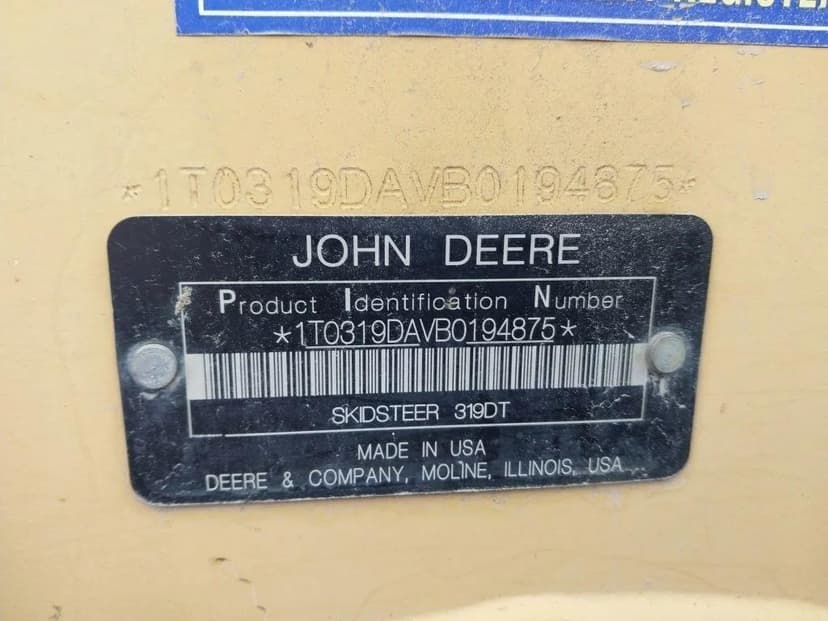 *1T0319DAVB0194875*
JOHN DEERE
Product Identification Number
*1T0319DAVB0194875*
SKIDSTEER 319DT
MADE IN USA
DEERE & COMPANY, MOLINE, ILLINOIS, USA